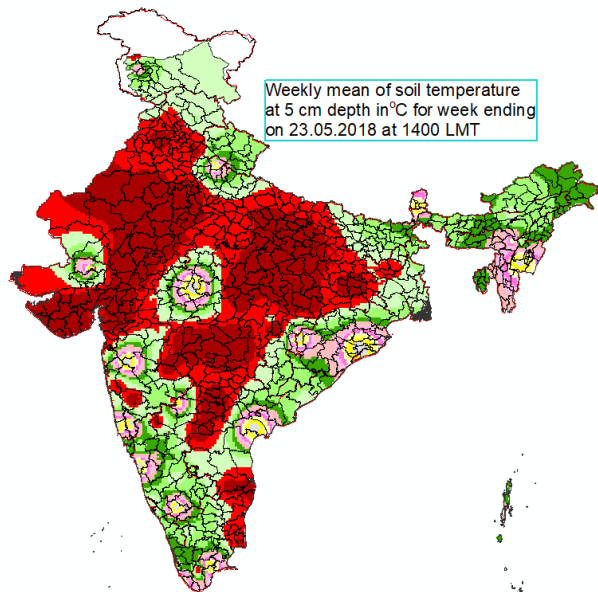 Weekly mean of soil temperature
at 5 cm depth in°C for week ending
on 23.05.2018 at 1400 LMT